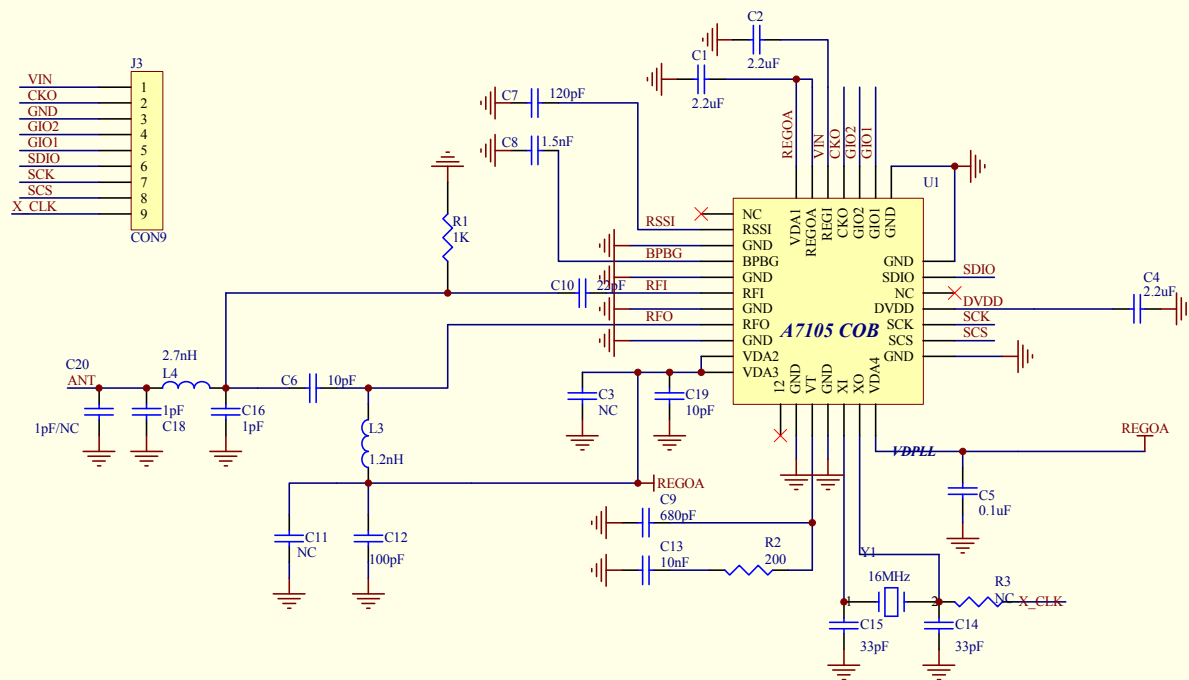 J3
VIN 1
CKO 2
GND 3
GIO2 4
GIO1 5
SDIO 6
SCK 7
SCS 8
X_CLK 9
CON9
C2
2.2uF
C1
2.2uF
C7 120pF
C8 1.5nF
R1
1K
C10 22pF
RSSI
BPBG
RFI
RFO
REGOA
VIN
CKO
GIO2
GIO1
U1
VDA1
REGOA
REG1
CKO
GIO2
GIO1
GND
NC
RSSI
GND
BPBG
GND
RFI
GND
RFO
GND
VDA2
VDA3
GND
SDIO
NC
DVDD
SCK
SCS
GND
A7105 COB
12
GND
VT
GND
XI
XO
VDA4
SDIO
DVDD
SCK
SCS
C4
2.2uF
C20
ANT
1pF/NC
2.7nH
L4
1pF
C18
C16
1pF
C6 10pF
L3
1.2nH
C3
NC
C19
10pF
REGOA
C11
NC
C12
100pF
C9
680pF
C13
10nF
R2
200
VDPLL
REGOA
C5
0.1uF
Y1
16MHz
1 2
R3
NC X_CLK
C15
33pF
C14
33pF